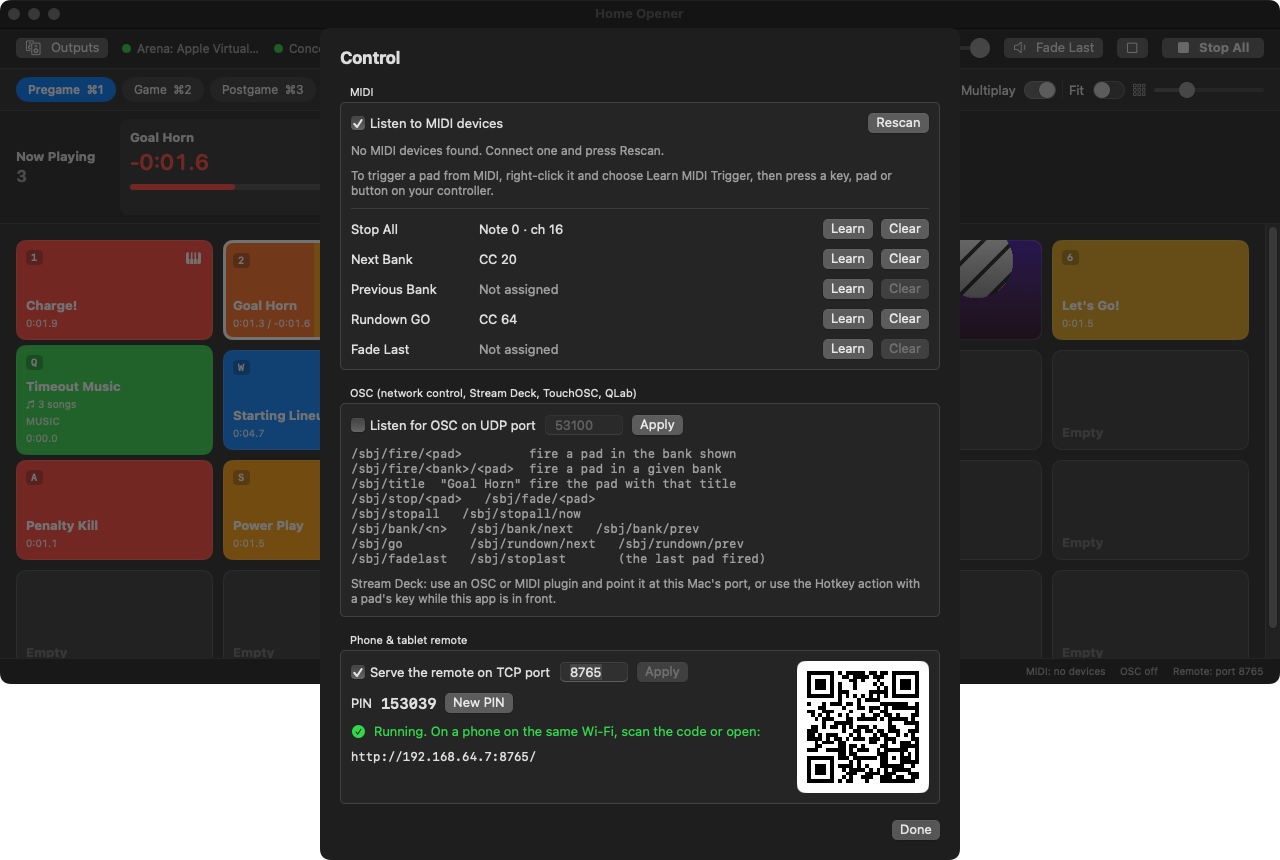 Home Opener
Outputs
Arena: Apple Virtual...
Conc
Fade Last
Stop All
Pregame ⌘1
Game ⌘2
Postgame ⌘3
Multiplay
Fit
Now Playing
3
Goal Horn
-0:01.6
1
Charge!
0:01.9
2
Goal Horn
0:01.3 / -0:01.6
6
Let's Go!
0:01.5
Q
Timeout Music
3 songs
MUSIC
0:00.0
W
Starting Lineu
0:04.7
Empty
A
Penalty Kill
0:01.1
S
Power Play
0:01.5
Empty
Empty
Empty
Empty
Empty
MIDI: no devices
OSC off
Remote: port 8765
Control
MIDI
Listen to MIDI devices
Rescan
No MIDI devices found. Connect one and press Rescan.
To trigger a pad from MIDI, right-click it and choose Learn MIDI Trigger, then press a key, pad or
button on your controller.
Stop All Note 0 · ch 16 Learn Clear
Next Bank CC 20 Learn Clear
Previous Bank Not assigned Learn Clear
Rundown GO CC 64 Learn Clear
Fade Last Not assigned Learn Clear
OSC (network control, Stream Deck, TouchOSC, QLab)
Listen for OSC on UDP port 53100 Apply
/sbj/fire/<pad> fire a pad in the bank shown
/sbj/fire/<bank>/<pad> fire a pad in a given bank
/sbj/title "Goal Horn" fire the pad with that title
/sbj/stop/<pad> /sbj/fade/<pad>
/sbj/stopall /sbj/stopall/now
/sbj/bank/<n> /sbj/bank/next /sbj/bank/prev
/sbj/go /sbj/rundown/next /sbj/rundown/prev
/sbj/fadelast /sbj/stoplast (the last pad fired)
Stream Deck: use an OSC or MIDI plugin and point it at this Mac's port, or use the Hotkey action with
a pad's key while this app is in front.
Phone & tablet remote
Serve the remote on TCP port 8765 Apply
PIN 153039 New PIN
Running. On a phone on the same Wi-Fi, scan the code or open:
http://192.168.64.7:8765/
Done